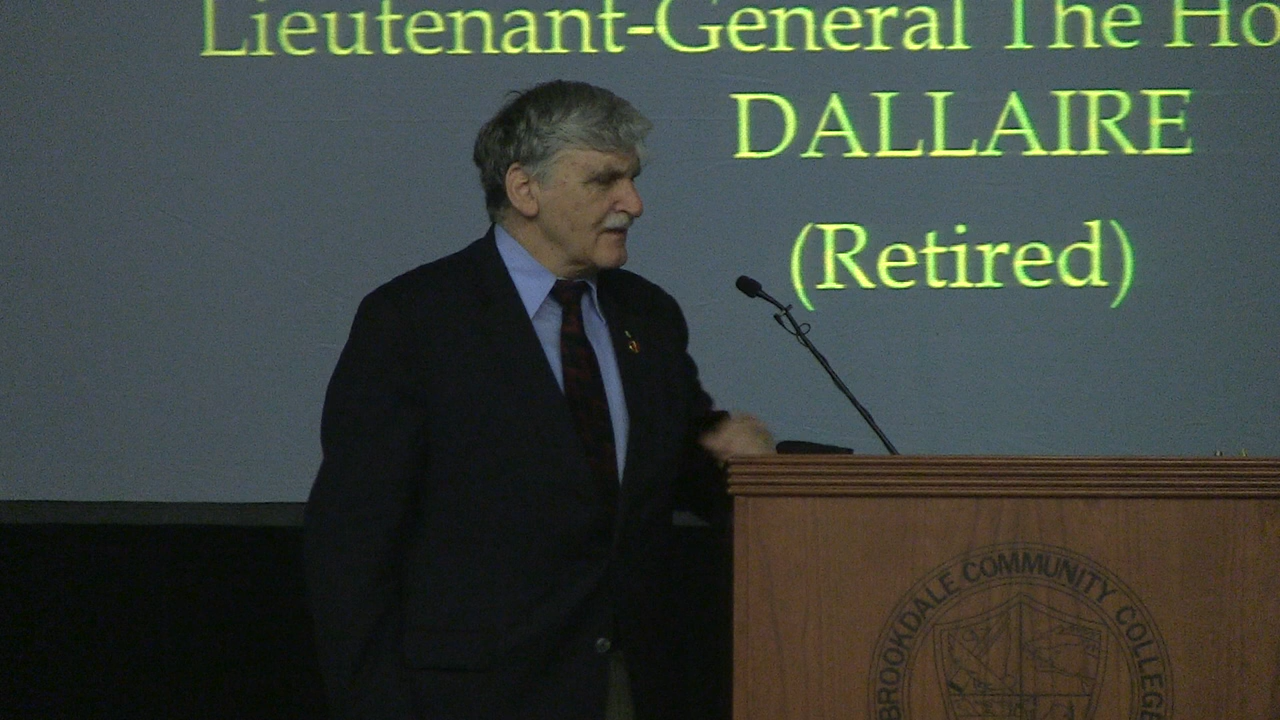 Lieutenant-General The Ho
DALLAIRE
(Retired)
BROOKDALE COMMUNITY COLLEGE